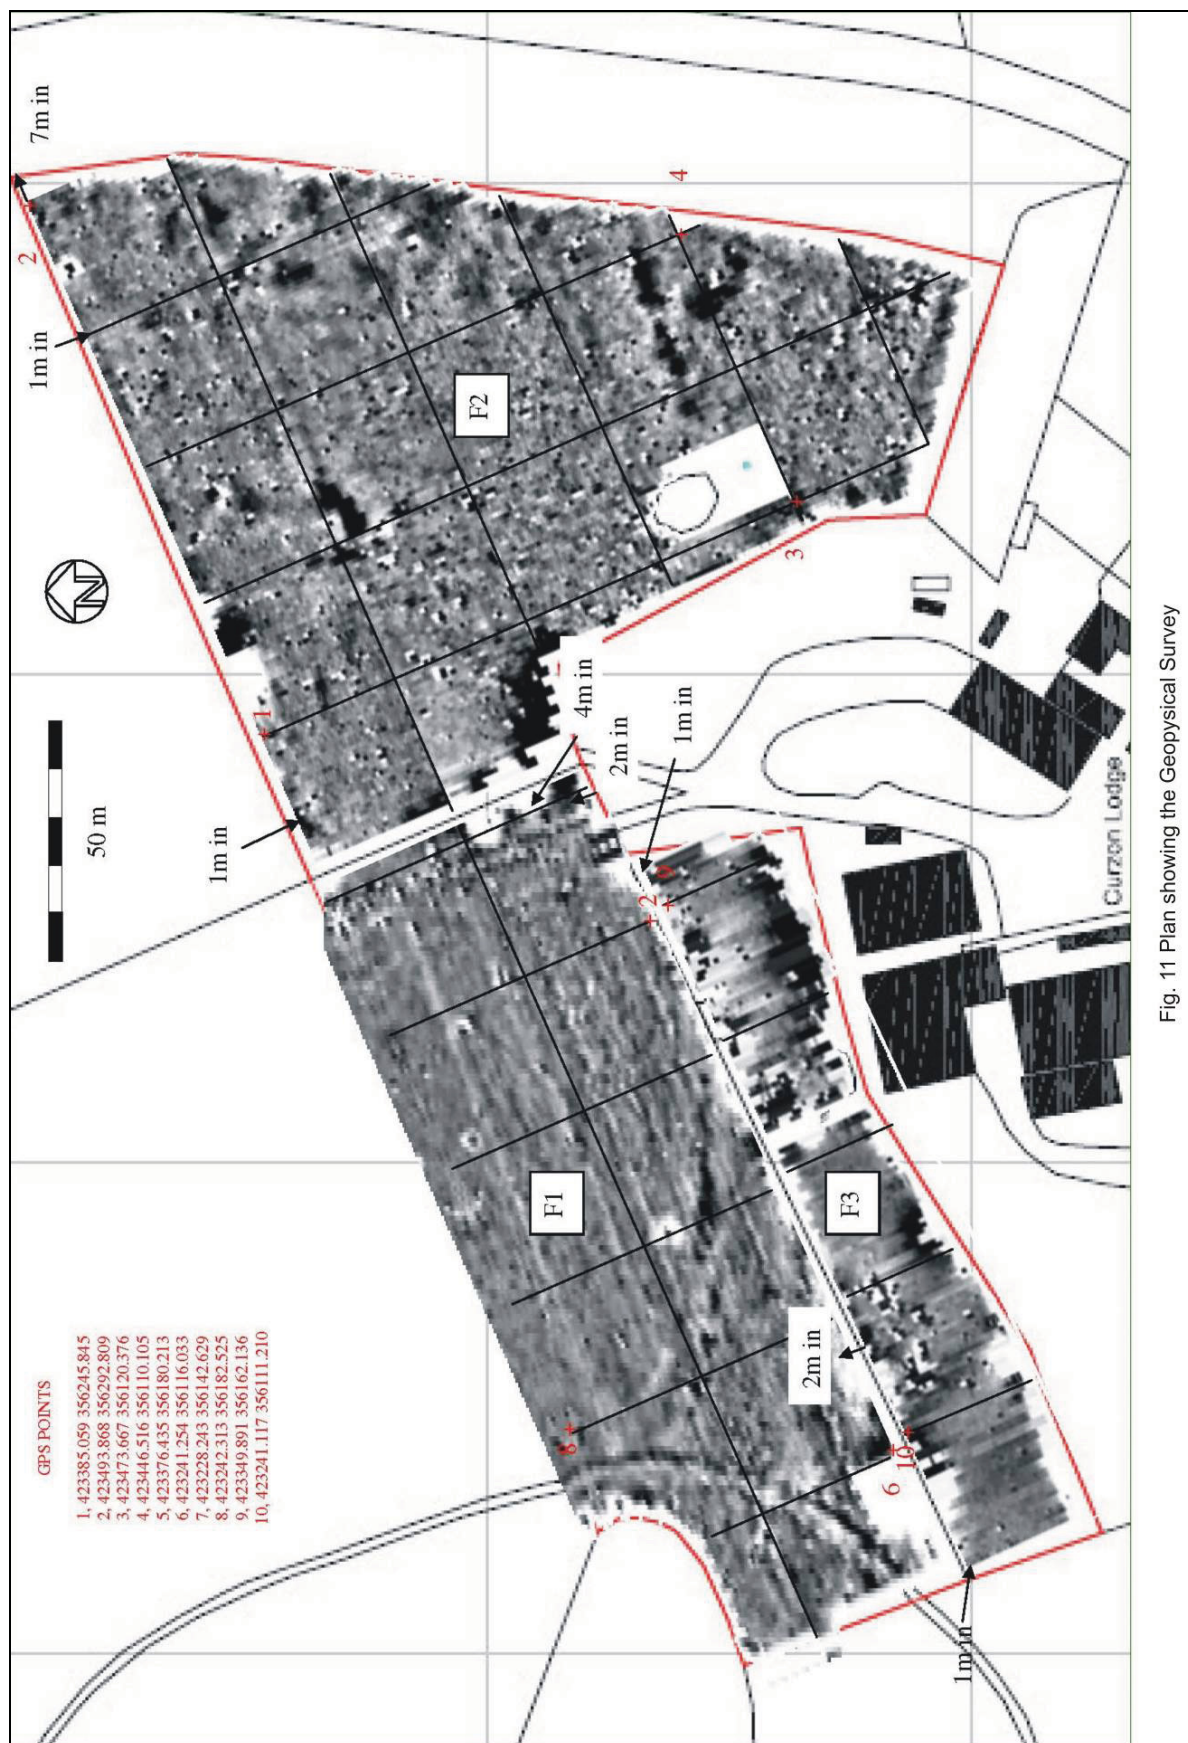 GPS POINTS
1, 423385.059 356245.845
2, 423493.868 356292.809
3, 423473.667 356120.376
4, 423446.516 356110.105
5, 423376.435 356180.213
6, 423241.254 356116.033
7, 423228.243 356142.629
8, 423242.313 356182.525
9, 423349.891 356162.136
10, 423241.117 356111.210
50 m
N
7m in
2
1m in
1
1m in
F2
4
3
4m in
2m in
1m in
2
9
F1
F3
8
2m in
6
10
1m in
Curzon Lodge
Fig. 11 Plan showing the Geopysical Survey